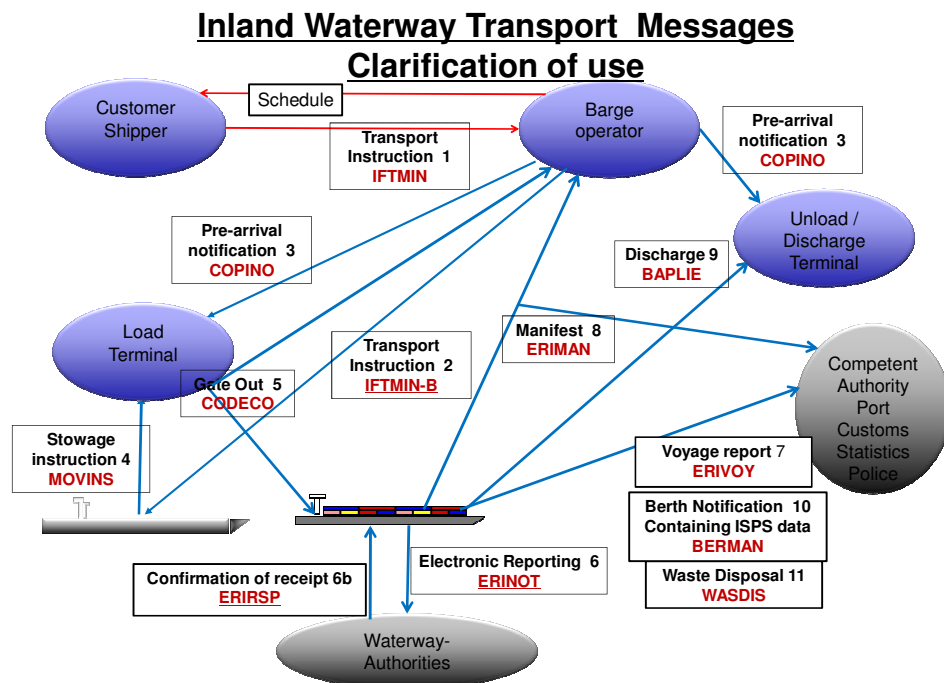 Inland Waterway Transport Messages
Clarification of use
Customer
Shipper
Schedule
Barge
operator
Transport
Instruction 1
IFTMIN
Pre-arrival
notification 3
COPINO
Unload /
Discharge
Terminal
Pre-arrival
notification 3
COPINO
Discharge 9
BAPLIE
Load
Terminal
Transport
Instruction 2
IFTMIN-B
Manifest 8
ERIMAN
Gate Out 5
CODECO
Competent
Authority
Port
Customs
Statistics
Police
Stowage
instruction 4
MOVINS
Voyage report 7
ERIVOY
Berth Notification 10
Containing ISPS data
BERMAN
Waste Disposal 11
WASDIS
Confirmation of receipt 6b
ERIRSP
Electronic Reporting 6
ERINOT
Waterway-
Authorities